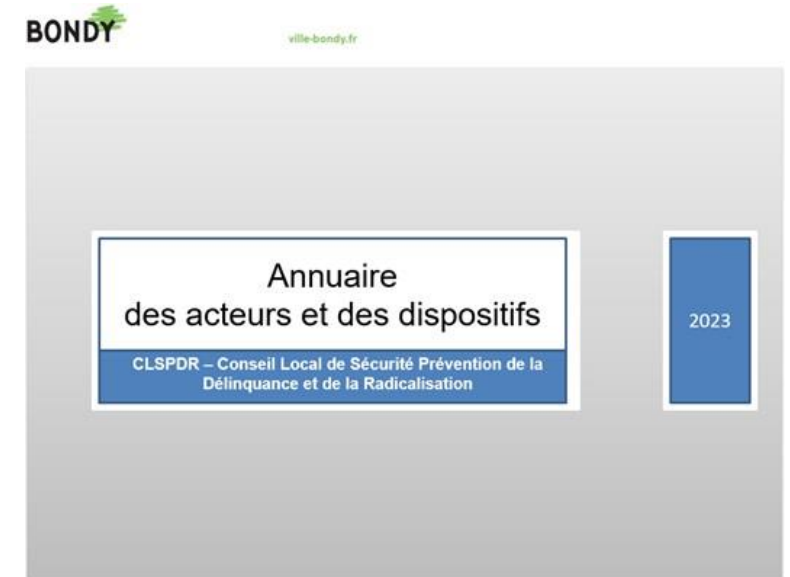 BONDY
ville-bondy.fr
Annuaire
des acteurs et des dispositifs
CLSPDR – Conseil Local de Sécurité Prévention de la
Délinquance et de la Radicalisation
2023